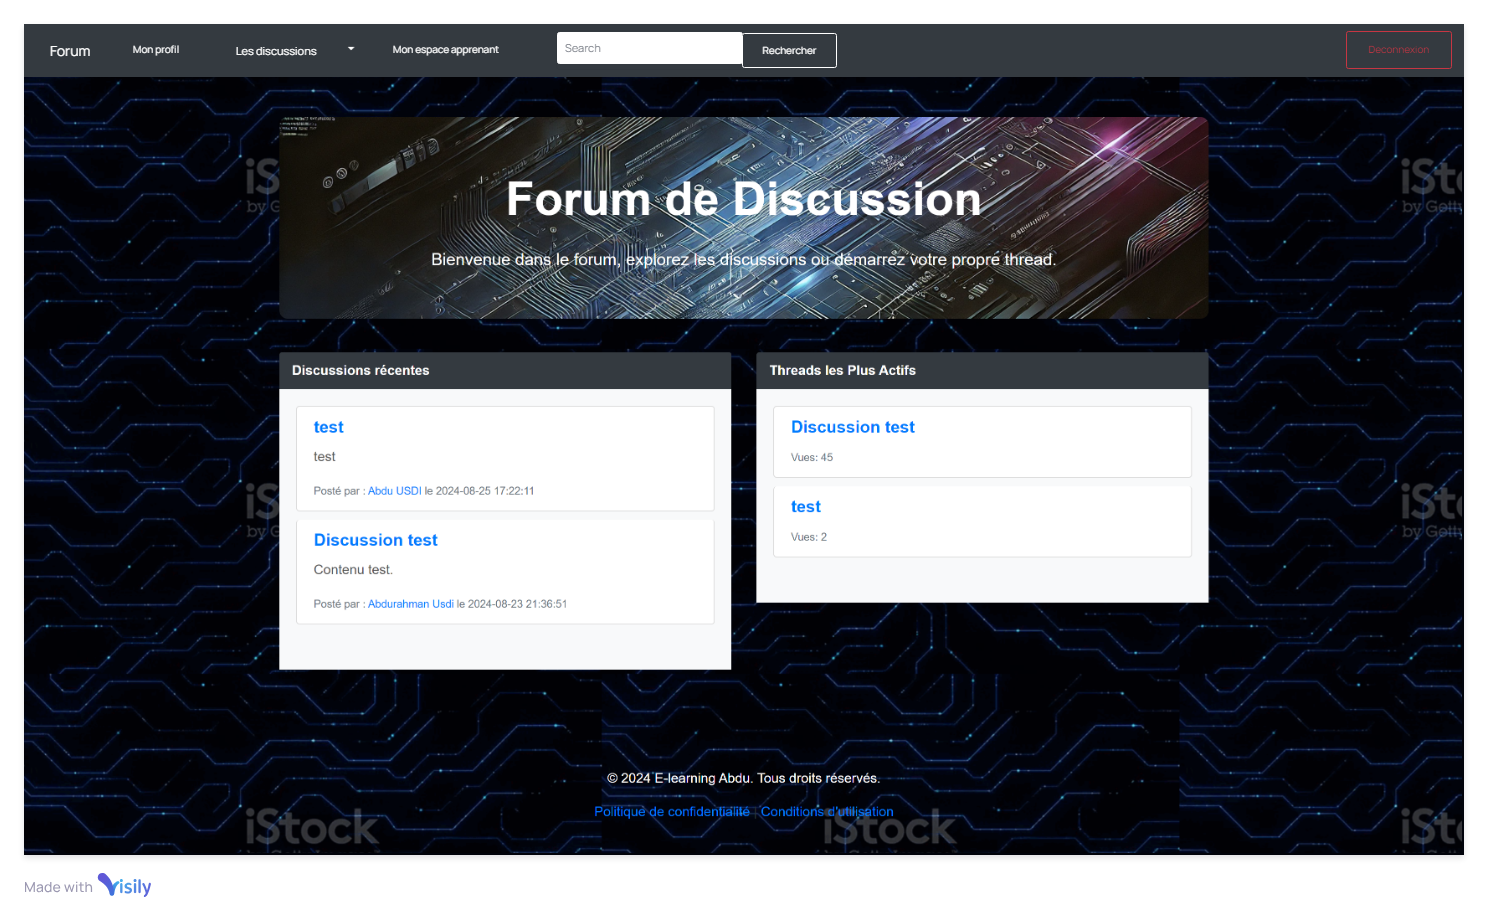 Forum
Mon profil
Les discussions
Mon espace apprenant
Search
Rechercher
Deconnexion
Forum de Discussion
Bienvenue dans le forum, explorez les discussions ou démarrez votre propre thread.
Discussions récentes
test
test
Posté par : Abdu USDI le 2024-08-25 17:22:11
Discussion test
Contenu test.
Posté par : Abdurahman Usdi le 2024-08-23 21:36:51
Threads les Plus Actifs
Discussion test
Vues: 45
test
Vues: 2
© 2024 E-learning Abdu. Tous droits réservés.
Politique de confidentialité | Conditions d'utilisation
iStock
iStock
Made with Visily